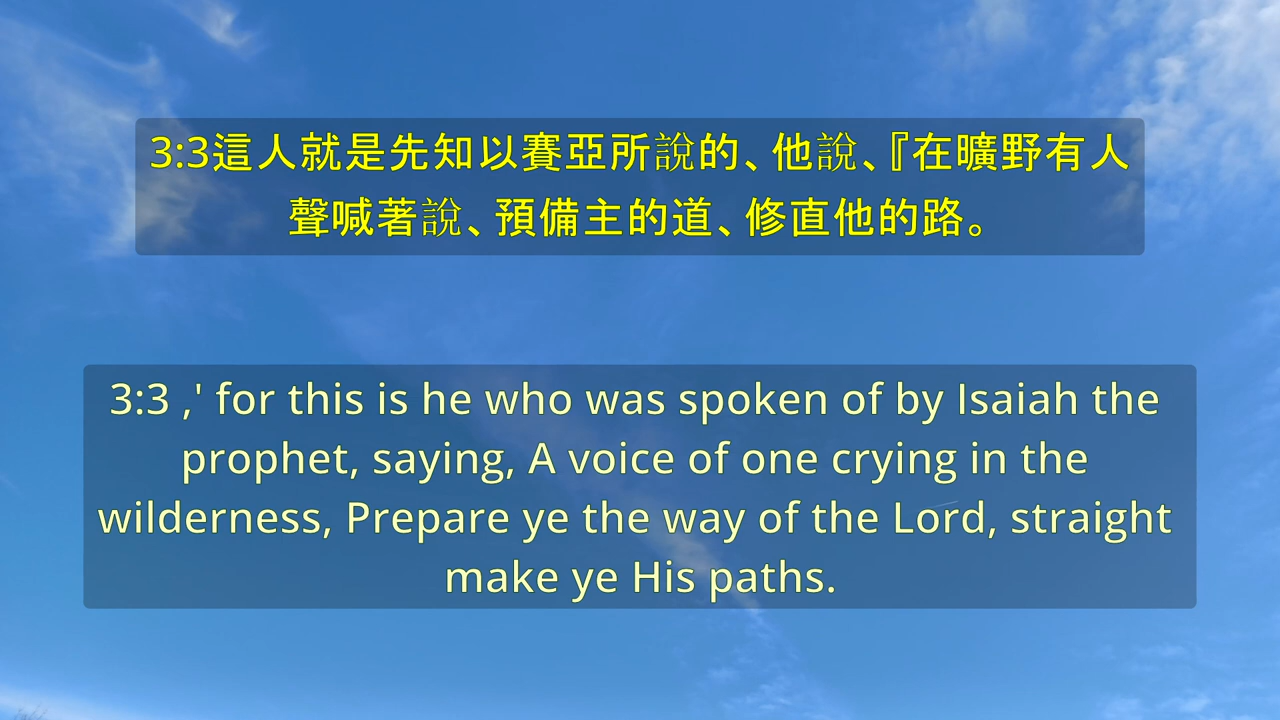 3:3這人就是先知以賽亞所說的、他說、『在曠野有人
聲喊著說、預備主的道、修直他的路。
3:3 ,' for this is he who was spoken of by Isaiah the
prophet, saying, A voice of one crying in the
wilderness, Prepare ye the way of the Lord, straight
make ye His paths.